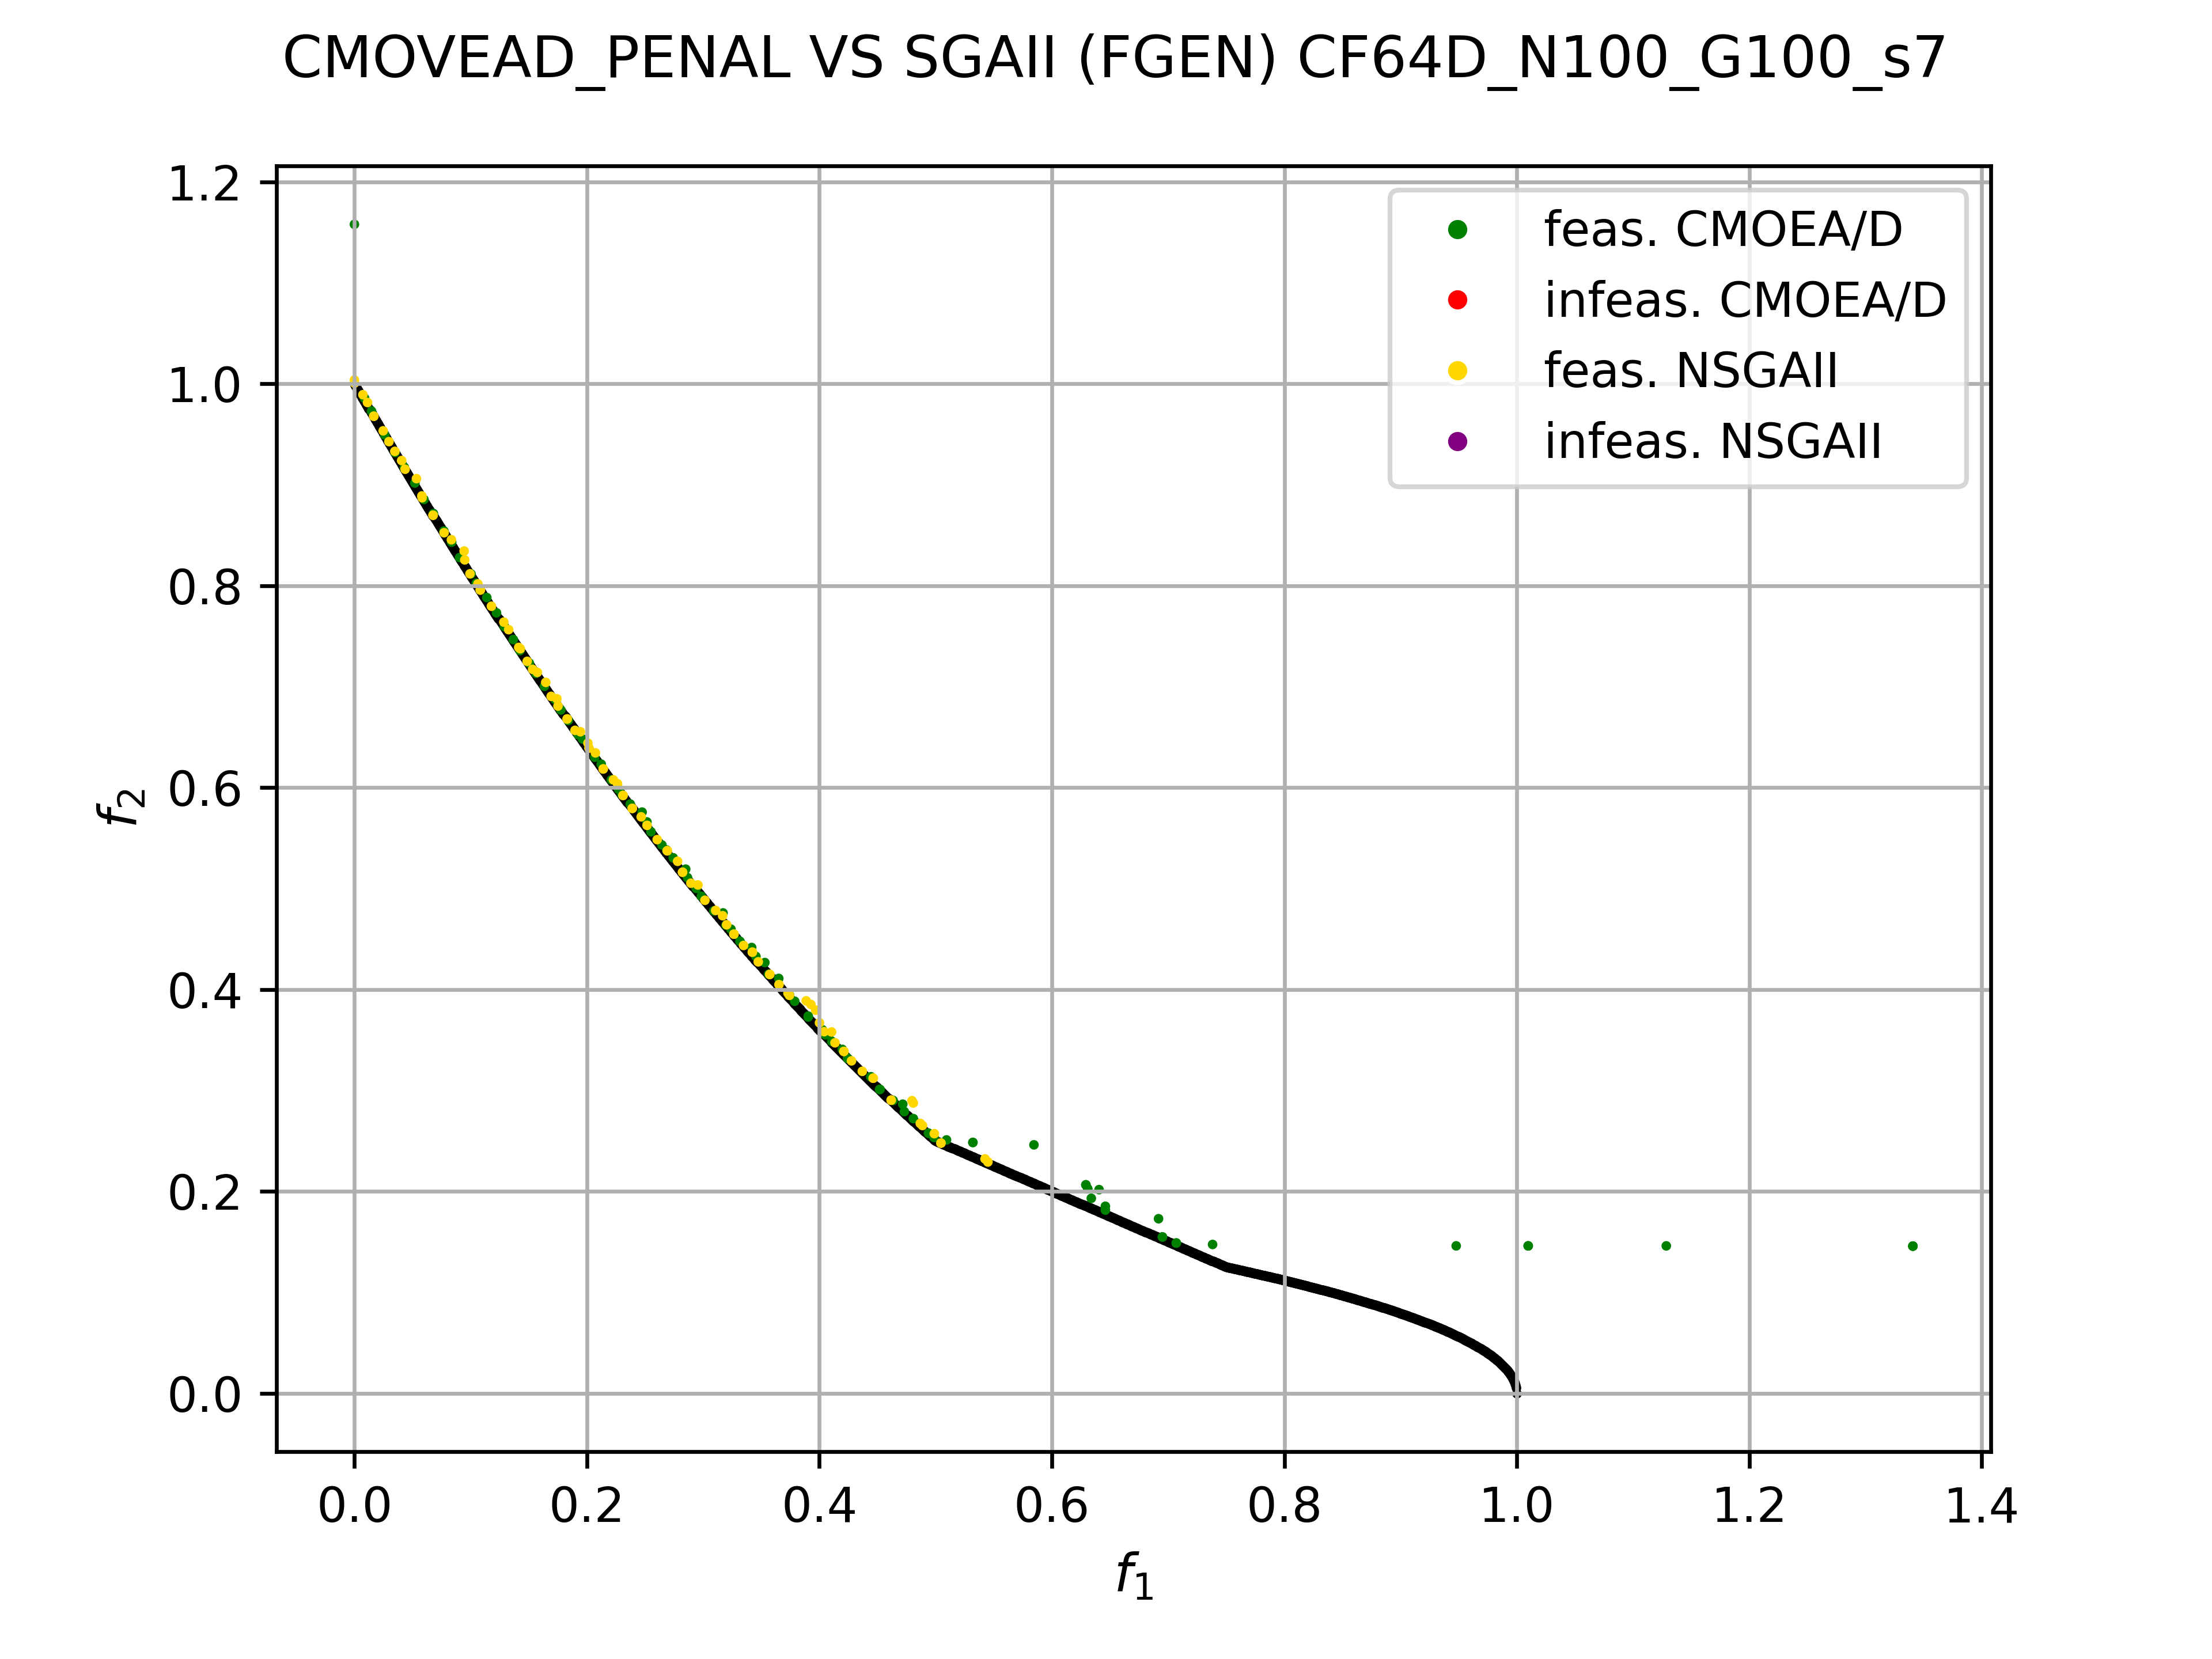 CMOVEAD_PENAL VS SGAII (FGEN) CF64D_N100_G100_s7
1.2
1.0
0.8
0.6
0.4
0.2
0.0
f2
feas. CMOEA/D
infeas. CMOEA/D
feas. NSGAII
infeas. NSGAII
0.0 0.2 0.4 0.6 0.8 1.0 1.2 1.4
f1